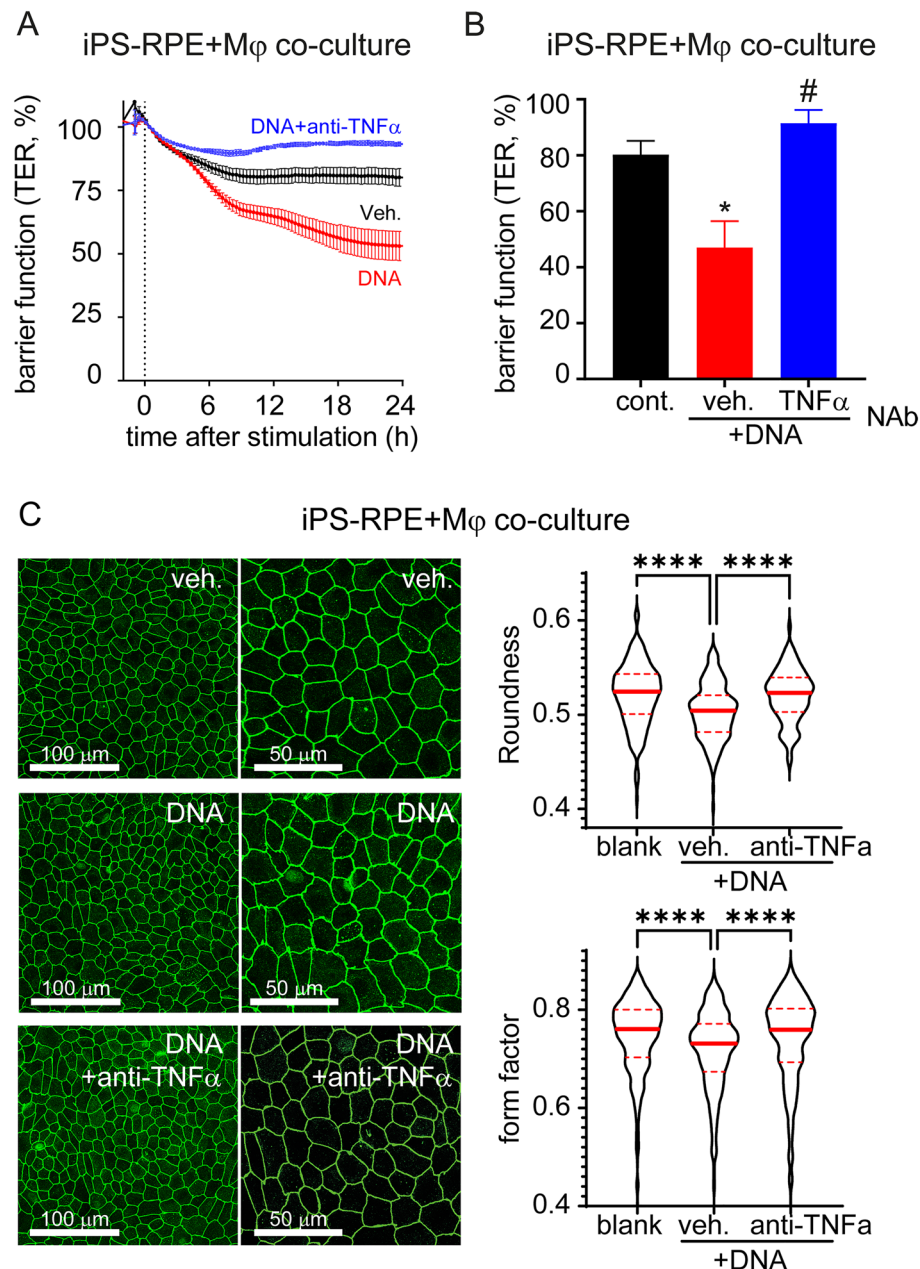 A
iPS-RPE+Mφ co-culture
barrier function (TER, %)
100
75
50
25
0
DNA+anti-TNFα
Veh.
DNA
0 6 12 18 24
time after stimulation (h)
B
iPS-RPE+Mφ co-culture
barrier function (TER, %)
100
80
60
40
20
0
*
#
cont. veh. TNFα NAb
+DNA
C
iPS-RPE+Mφ co-culture
veh.
100 μm
veh.
50 μm
DNA
100 μm
DNA
50 μm
DNA
+anti-TNFα
100 μm
DNA
+anti-TNFα
50 μm
**** ****
Roundness
0.6
0.5
0.4
blank veh. anti-TNFa
+DNA
**** ****
form factor
0.8
0.6
0.4
blank veh. anti-TNFa
+DNA